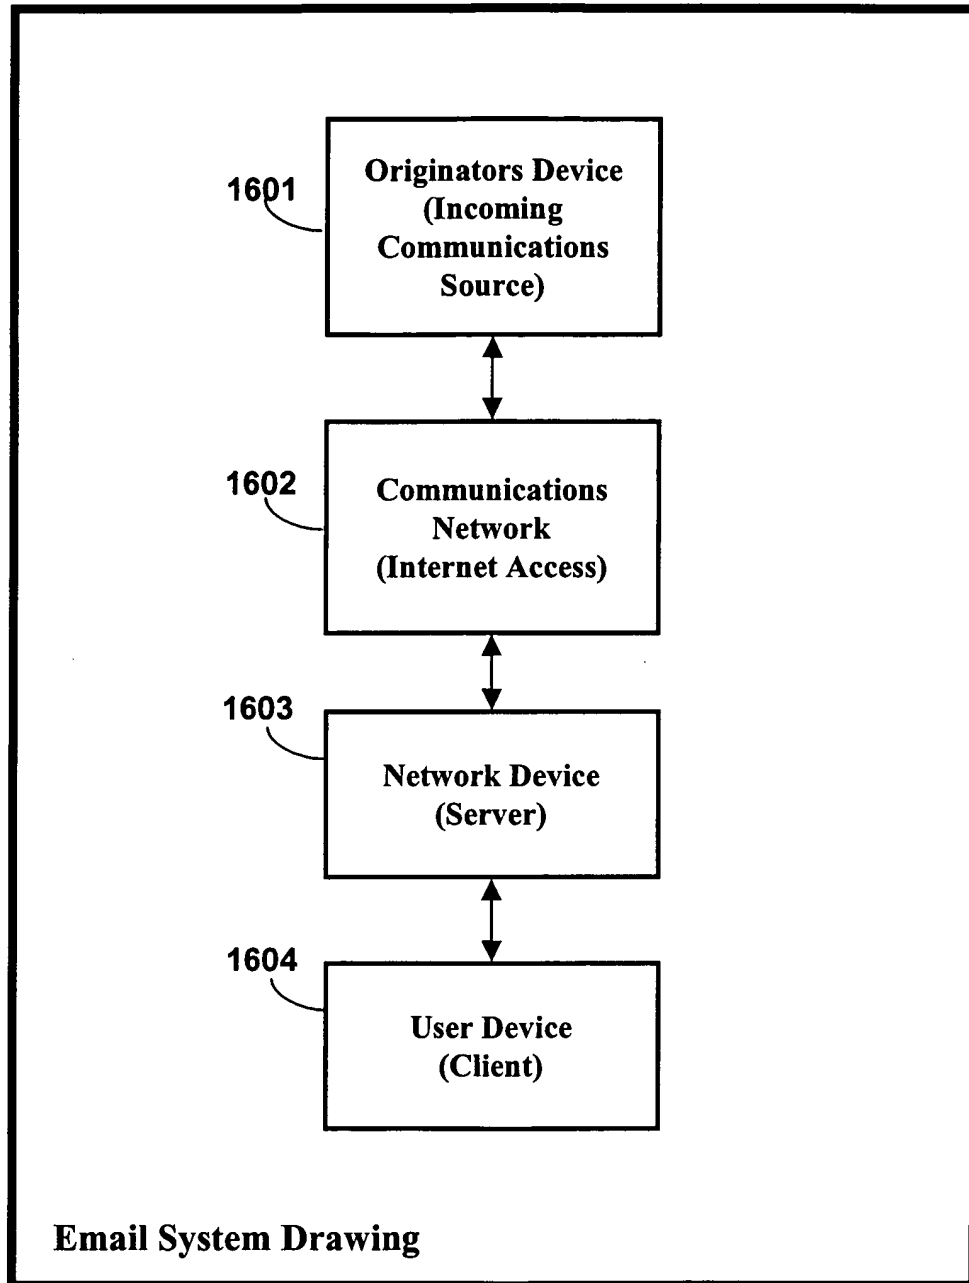 1601
Originators Device
(Incoming
Communications
Source)
1602
Communications
Network
(Internet Access)
1603
Network Device
(Server)
1604
User Device
(Client)
Email System Drawing